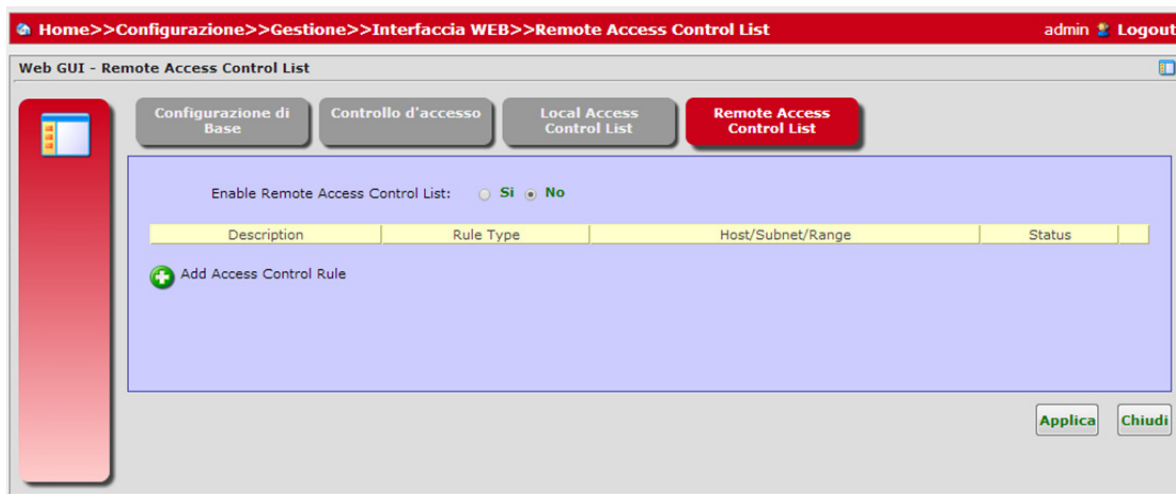 Home>>Configurazione>>Gestione>>Interfaccia WEB>>Remote Access Control List admin Logout
Web GUI - Remote Access Control List
Configurazione di
Base
Controllo d'accesso
Local Access
Control List
Remote Access
Control List
Enable Remote Access Control List: Si No
Description Rule Type Host/Subnet/Range Status
Add Access Control Rule
Applica Chiudi